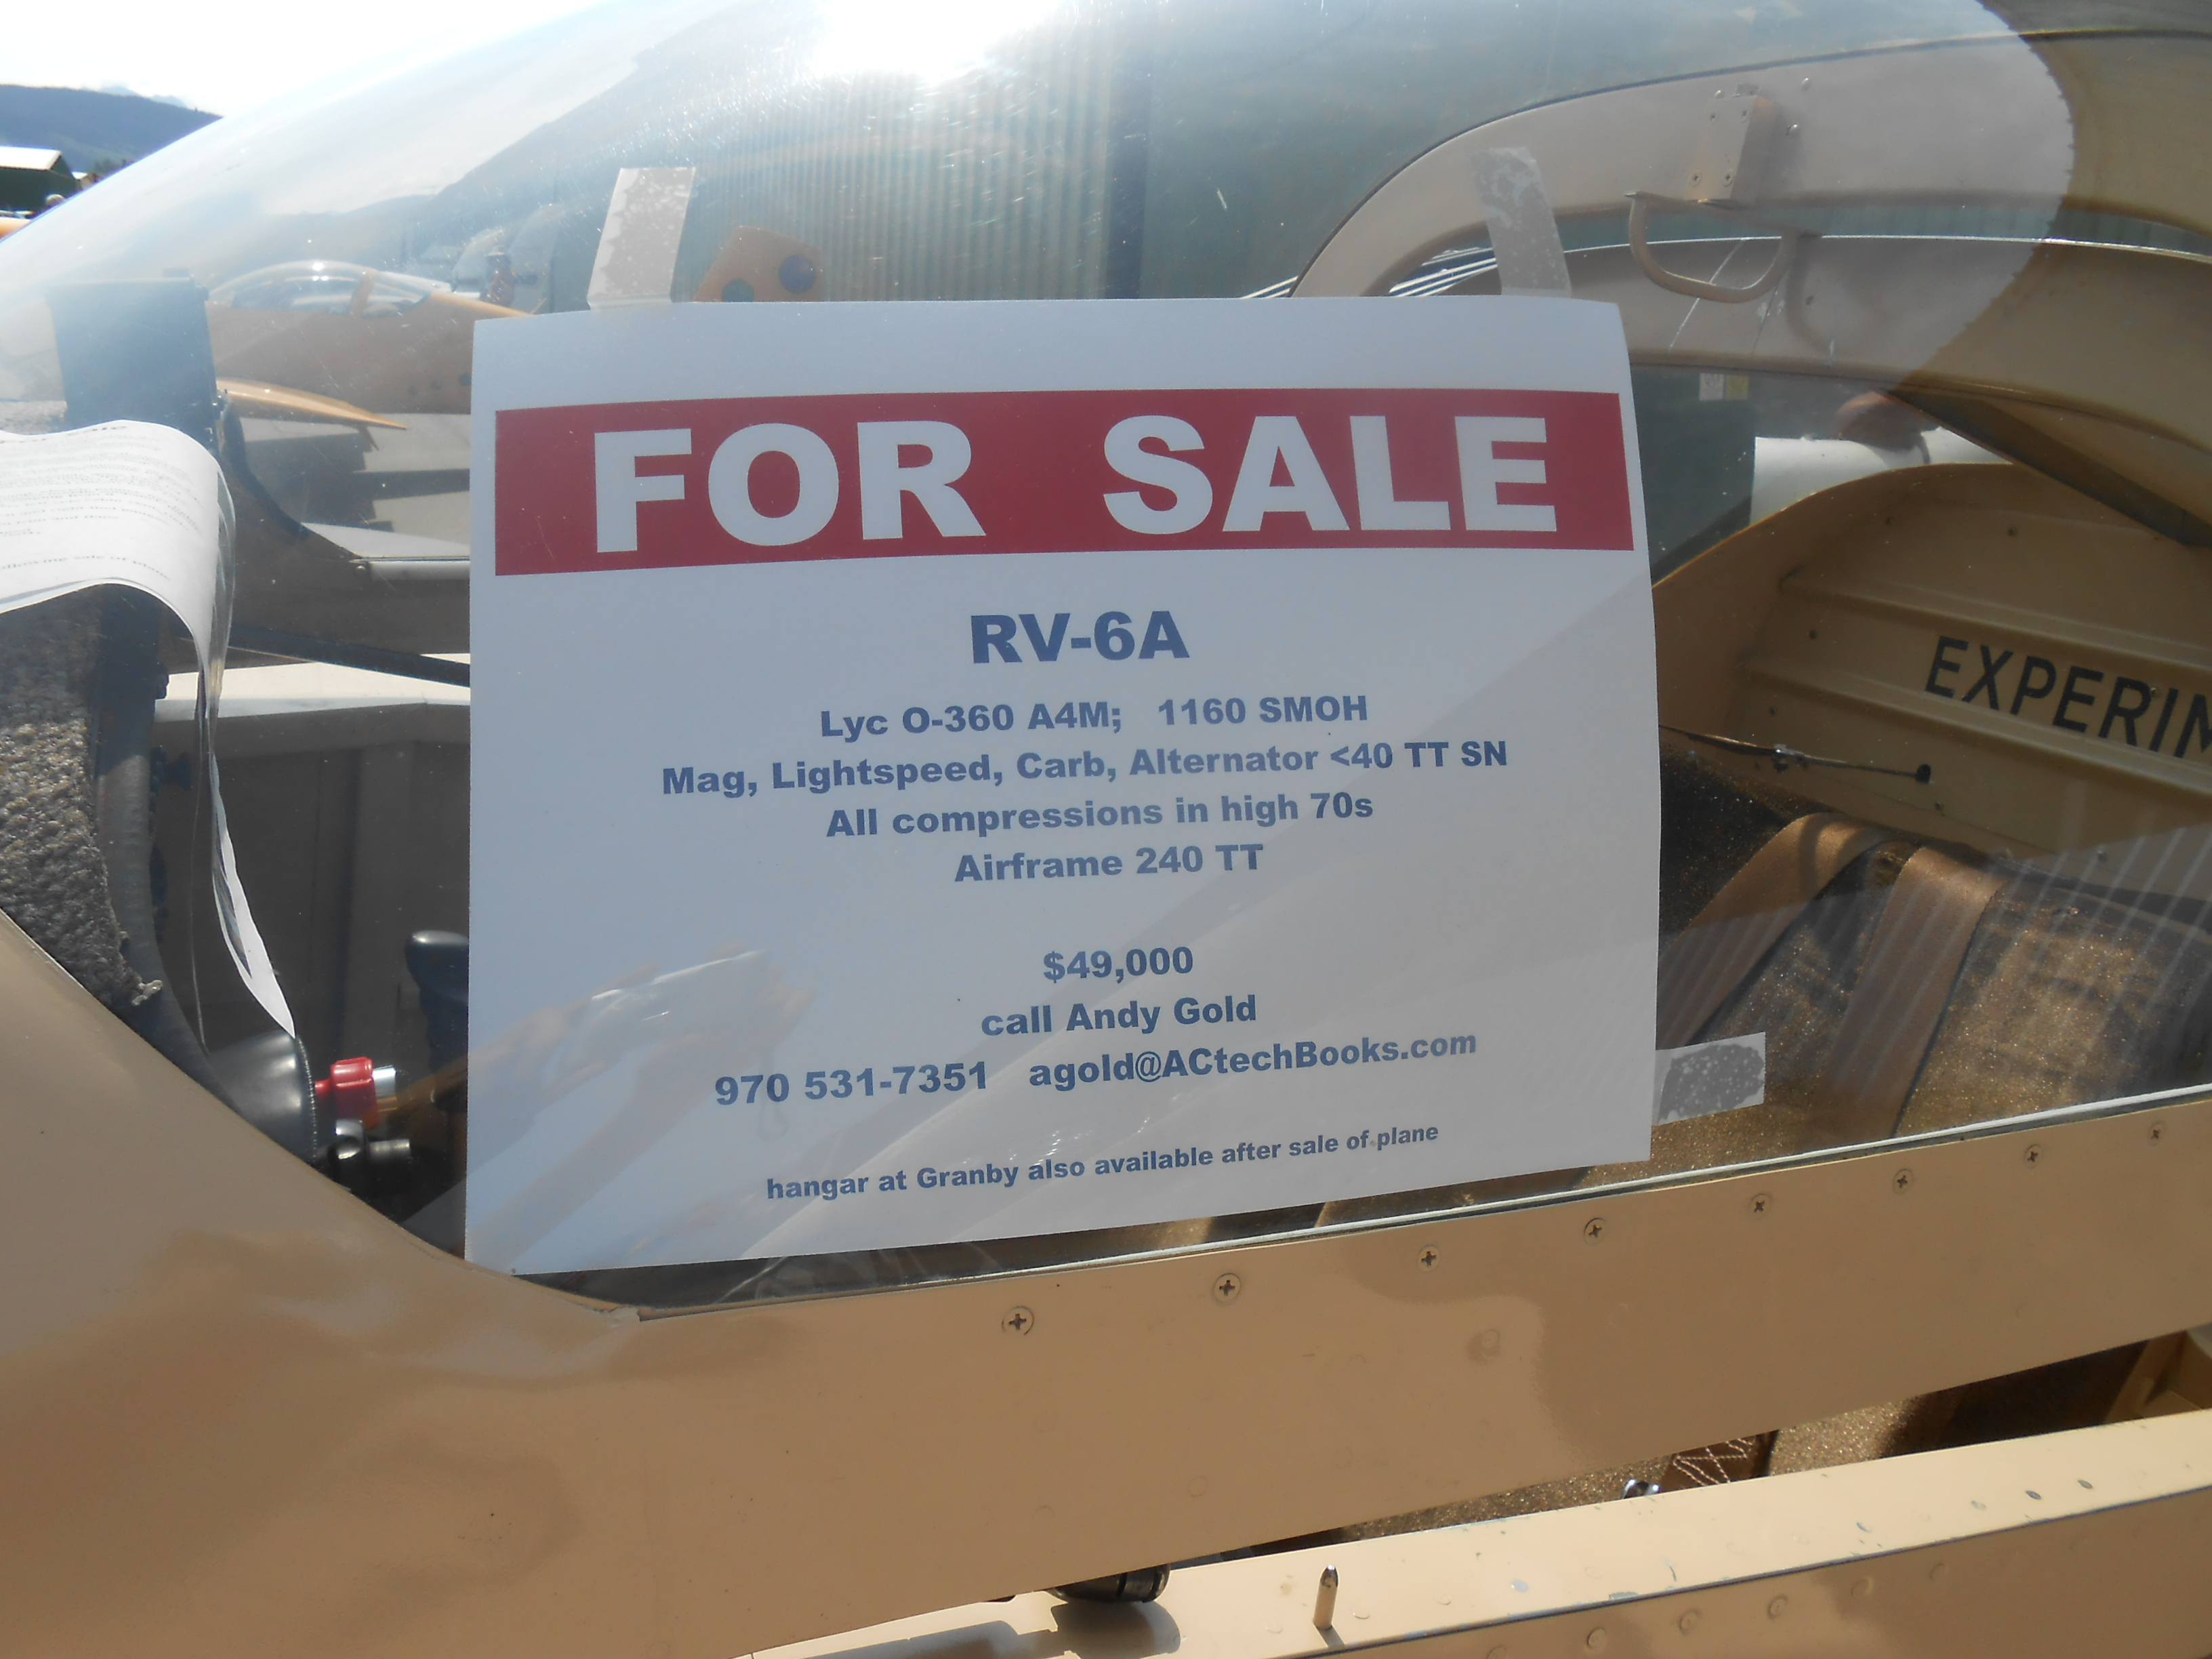 FOR SALE
RV-6A
Lyc O-360 A4M; 1160 SMOH
Mag, Lightspeed, Carb, Alternator <40 TT SN
All compressions in high 70s
Airframe 240 TT
$49,000
call Andy Gold
970 531-7351 agold@ACtechBooks.com
hangar at Granby also available after sale of plane
EXPERIM